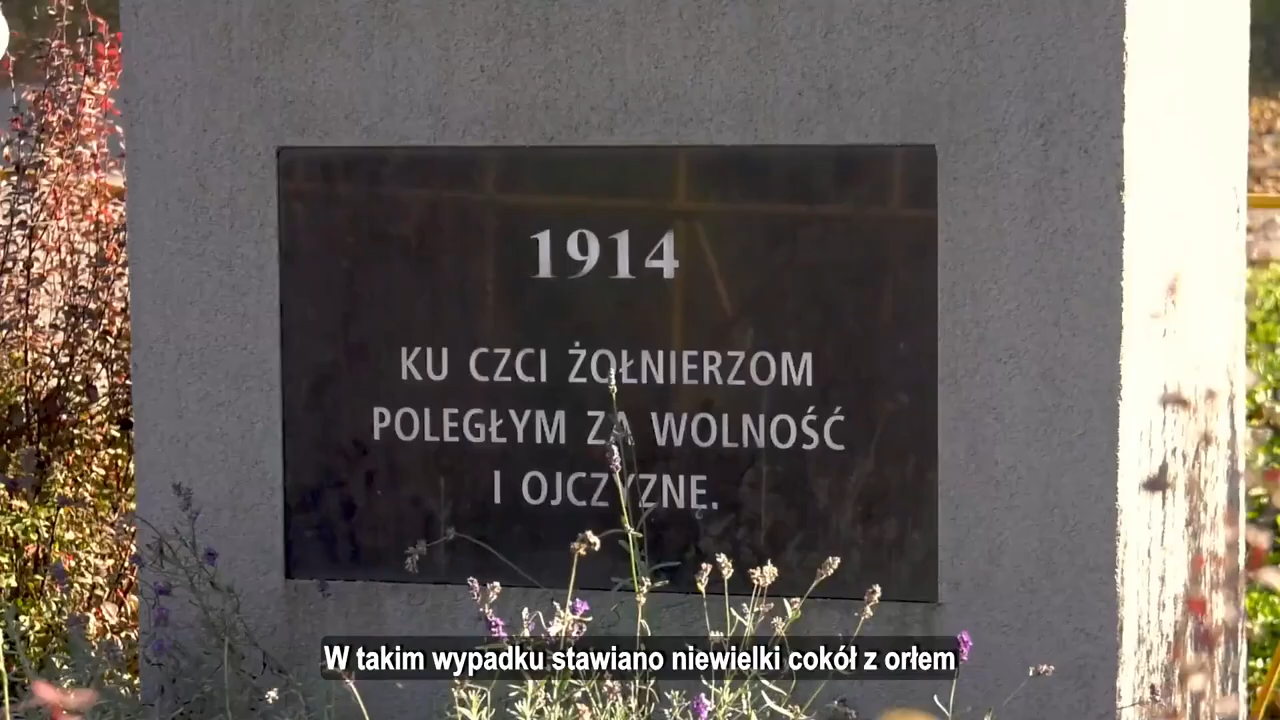 1914
KU CZCI ŻOŁNIERZOM
POLEGŁYM ZA WOLNOŚĆ
I OJCZYZNĘ.
W takim wypadku stawiano niewielki cokół z orłem